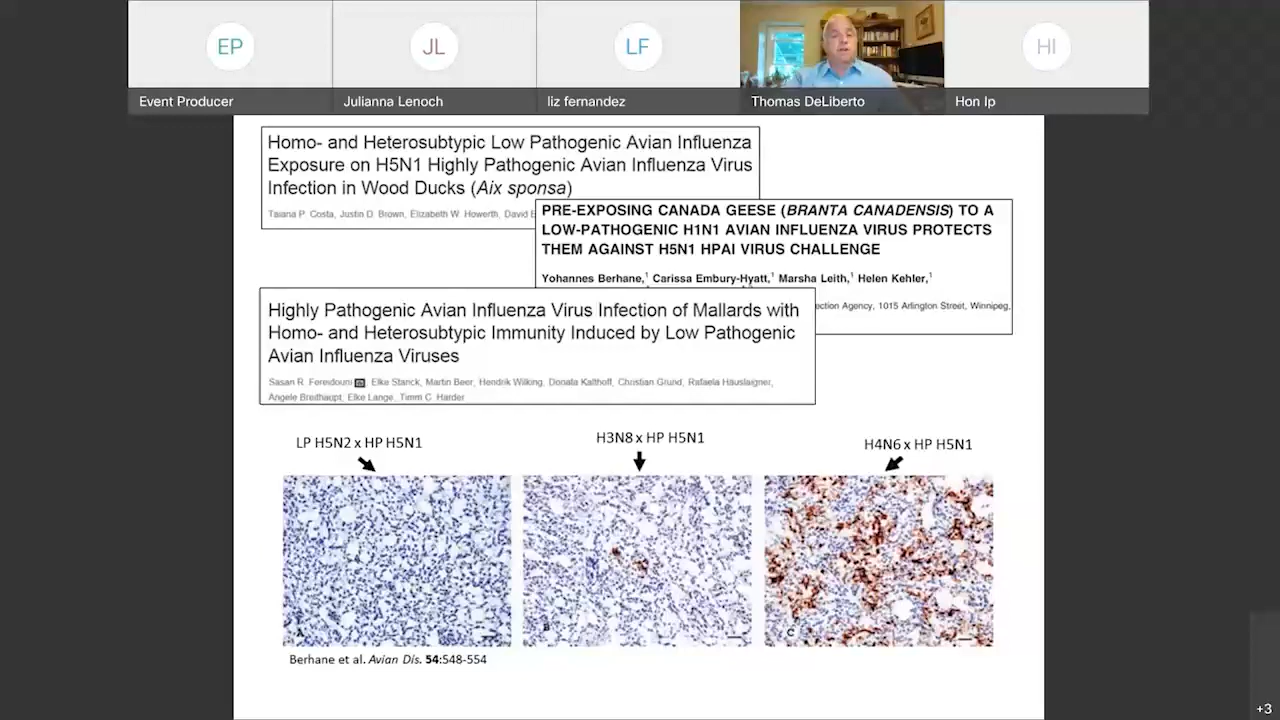 EP
JL
LF
HI
Event Producer
Julianna Lenoch
liz fernandez
Thomas DeLiberto
Hon Ip
Homo- and Heterosubtypic Low Pathogenic Avian Influenza
Exposure on H5N1 Highly Pathogenic Avian Influenza Virus
Infection in Wood Ducks (Aix sponsa)
Taiana P. Costa, Justin D. Brown, Elizabeth W. Howerth, David E
PRE-EXPOSING CANADA GEESE (BRANTA CANADENSIS) TO A
LOW-PATHOGENIC H1N1 AVIAN INFLUENZA VIRUS PROTECTS
THEM AGAINST H5N1 HPAI VIRUS CHALLENGE
Yohannes Berhane,¹ Carissa Embury-Hyatt,¹ Marsha Leith,¹ Helen Kehler,¹
ection Agency, 1015 Arlington Street, Winnipeg,
Highly Pathogenic Avian Influenza Virus Infection of Mallards with
Homo- and Heterosubtypic Immunity Induced by Low Pathogenic
Avian Influenza Viruses
Sasan R. Fereidouni, Elke Starick, Martin Beer, Hendrik Wilking, Donata Kalthoff, Christian Grund, Rafaela Häuslaigner,
Angele Breithaupt, Elke Lange, Timm C. Harder
LP H5N2 x HP H5N1
H3N8 x HP H5N1
H4N6 x HP H5N1
A
B
C
Berhane et al. Avian Dis. 54:548-554
+3